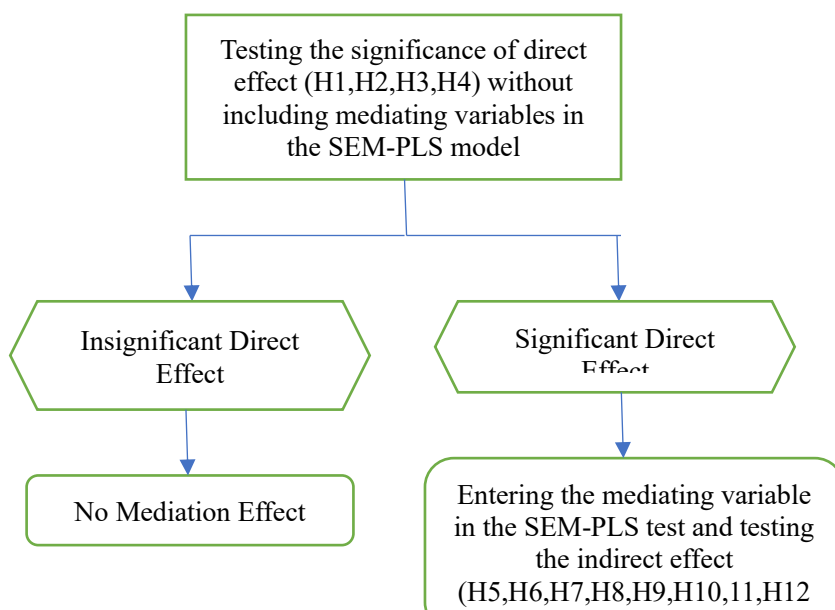 Testing the significance of direct
effect (H1,H2,H3,H4) without
including mediating variables in
the SEM-PLS model
Insignificant Direct
Effect
Significant Direct
Effect
No Mediation Effect
Entering the mediating variable
in the SEM-PLS test and testing
the indirect effect
(H5,H6,H7,H8,H9,H10,11,H12